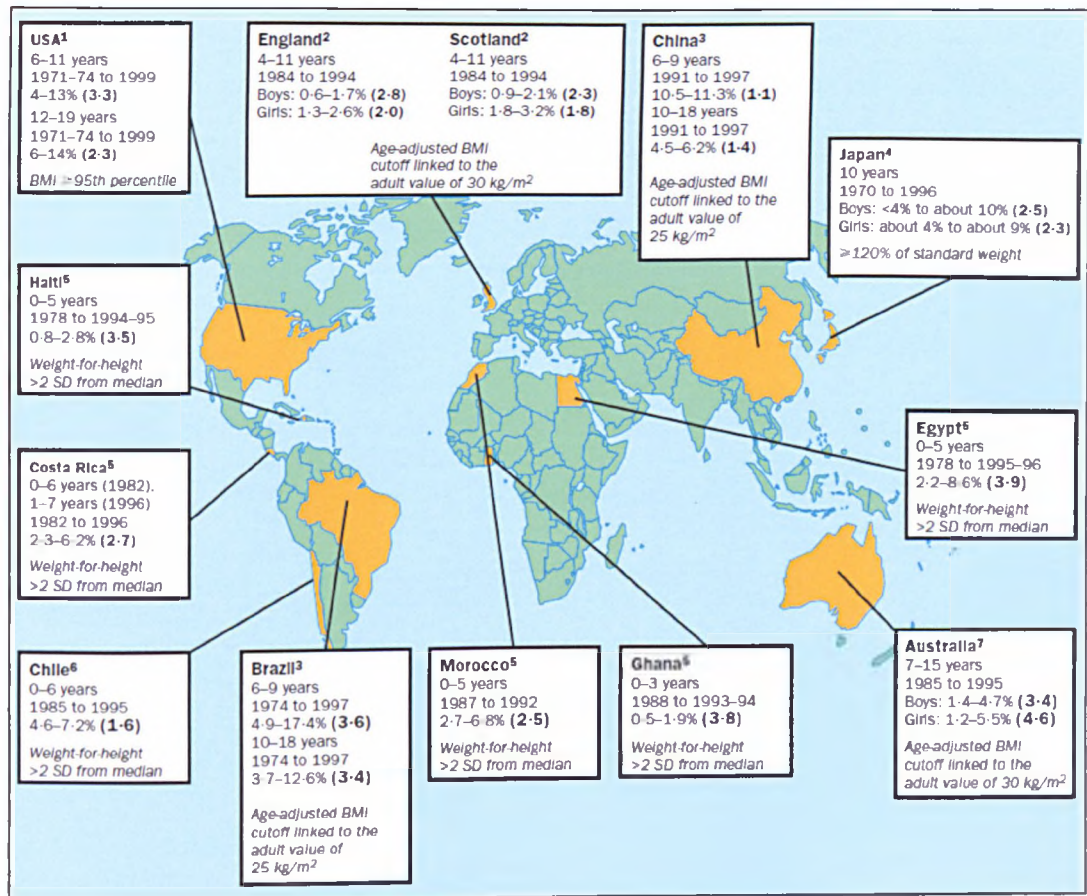 USA¹
6–11 years
1971–74 to 1999
4–13% (3·3)
12–19 years
1971–74 to 1999
6–14% (2·3)
BMI ≥95th percentile
England²
4–11 years
1984 to 1994
Boys: 0·6–1·7% (2·8)
Girls: 1·3–2·6% (2·0)
Scotland²
4–11 years
1984 to 1994
Boys: 0·9–2·1% (2·3)
Girls: 1·8–3·2% (1·8)
Age-adjusted BMI
cutoff linked to the
adult value of 30 kg/m²
China³
6–9 years
1991 to 1997
10·5–11·3% (1·1)
10–18 years
1991 to 1997
4·5–6·2% (1·4)
Age-adjusted BMI
cutoff linked to the
adult value of
25 kg/m²
Japan⁴
10 years
1970 to 1996
Boys: <4% to about 10% (2·5)
Girls: about 4% to about 9% (2·3)
≥120% of standard weight
Haiti⁵
0–5 years
1978 to 1994–95
0·8–2·8% (3·5)
Weight-for-height
>2 SD from median
Costa Rica⁵
0–6 years (1982),
1–7 years (1996)
1982 to 1996
2·3–6·2% (2·7)
Weight-for-height
>2 SD from median
Egypt⁵
0–5 years
1978 to 1995–96
2·2–8·6% (3·9)
Weight-for-height
>2 SD from median
Chile⁶
0–6 years
1985 to 1995
4·6–7·2% (1·6)
Weight-for-height
>2 SD from median
Brazil³
6–9 years
1974 to 1997
4·9–17·4% (3·6)
10–18 years
1974 to 1997
3·7–12·6% (3·4)
Age-adjusted BMI
cutoff linked to the
adult value of
25 kg/m²
Morocco⁵
0–5 years
1987 to 1992
2·7–6·8% (2·5)
Weight-for-height
>2 SD from median
Ghana⁵
0–3 years
1988 to 1993–94
0·5–1·9% (3·8)
Weight-for-height
>2 SD from median
Australia⁷
7–15 years
1985 to 1995
Boys: 1·4–4·7% (3·4)
Girls: 1·2–5·5% (4·6)
Age-adjusted BMI
cutoff linked to the
adult value of 30 kg/m²